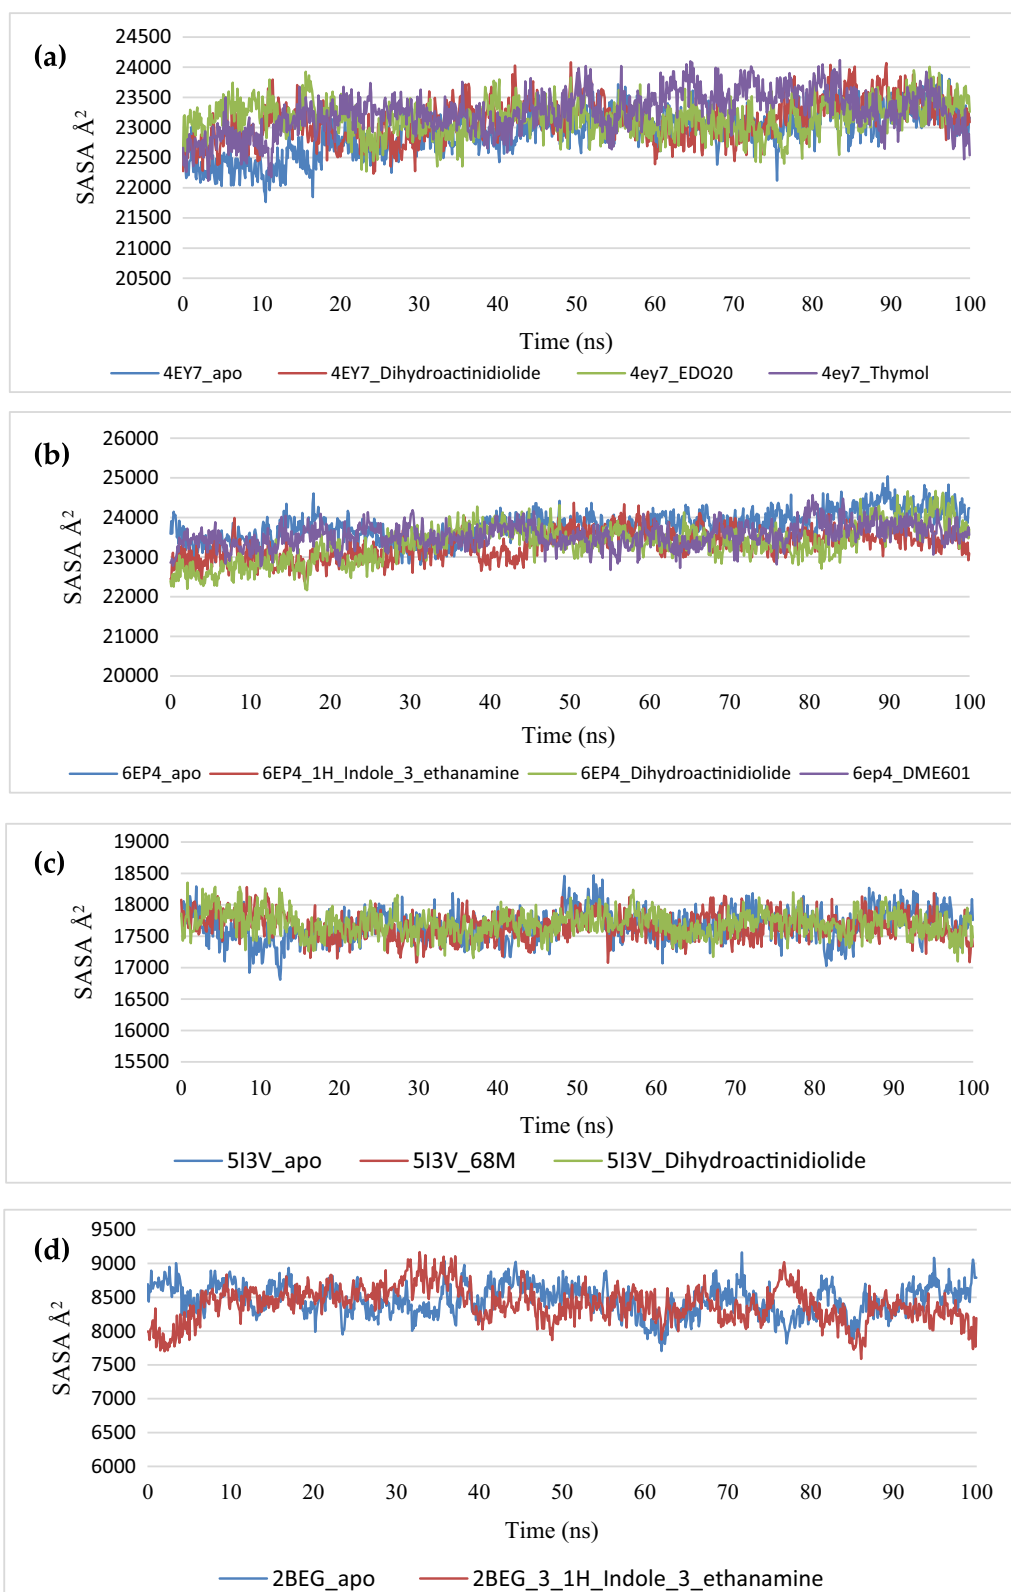 (a)
SASA Å²
24500
24000
23500
23000
22500
22000
21500
21000
20500
0 10 20 30 40 50 60 70 80 90 100
Time (ns)
4EY7_apo 4EY7_Dihydroactinidiolide 4ey7_EDO20 4ey7_Thymol
(b)
SASA Å²
26000
25000
24000
23000
22000
21000
20000
0 10 20 30 40 50 60 70 80 90 100
Time (ns)
6EP4_apo 6EP4_1H_Indole_3_ethanamine 6EP4_Dihydroactinidiolide 6ep4_DME601
(c)
SASA Å²
19000
18500
18000
17500
17000
16500
16000
15500
0 10 20 30 40 50 60 70 80 90 100
Time (ns)
5I3V_apo 5I3V_68M 5I3V_Dihydroactinidiolide
(d)
SASA Å²
9500
9000
8500
8000
7500
7000
6500
6000
0 10 20 30 40 50 60 70 80 90 100
Time (ns)
2BEG_apo 2BEG_3_1H_Indole_3_ethanamine